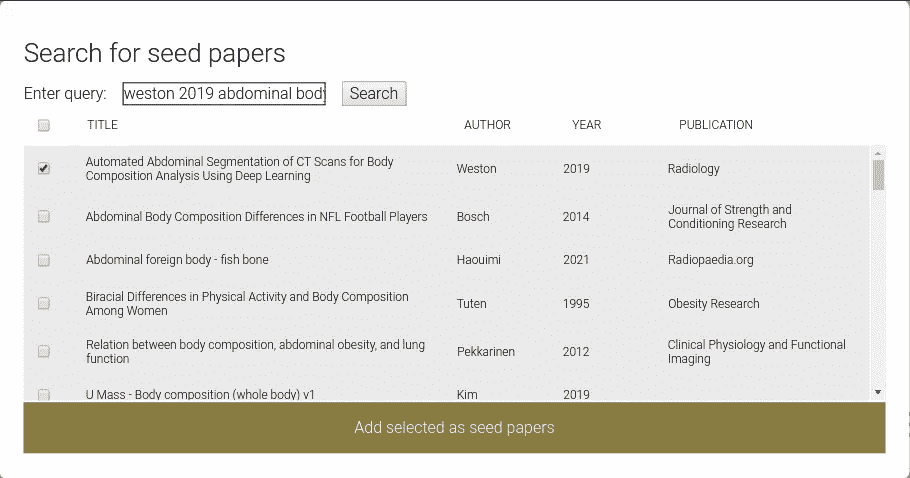 Search for seed papers
Enter query: weston 2019 abdominal body Search
TITLE AUTHOR YEAR PUBLICATION
Automated Abdominal Segmentation of CT Scans for Body
Composition Analysis Using Deep Learning
Weston 2019 Radiology
Abdominal Body Composition Differences in NFL Football Players Bosch 2014
Journal of Strength and
Conditioning Research
Abdominal foreign body - fish bone Haouimi 2021 Radiopaedia.org
Biracial Differences in Physical Activity and Body Composition
Among Women
Tuten 1995 Obesity Research
Relation between body composition, abdominal obesity, and lung
function
Pekkarinen 2012
Clinical Physiology and Functional
Imaging
U Mass - Body composition (whole body) v1 Kim 2019
Add selected as seed papers